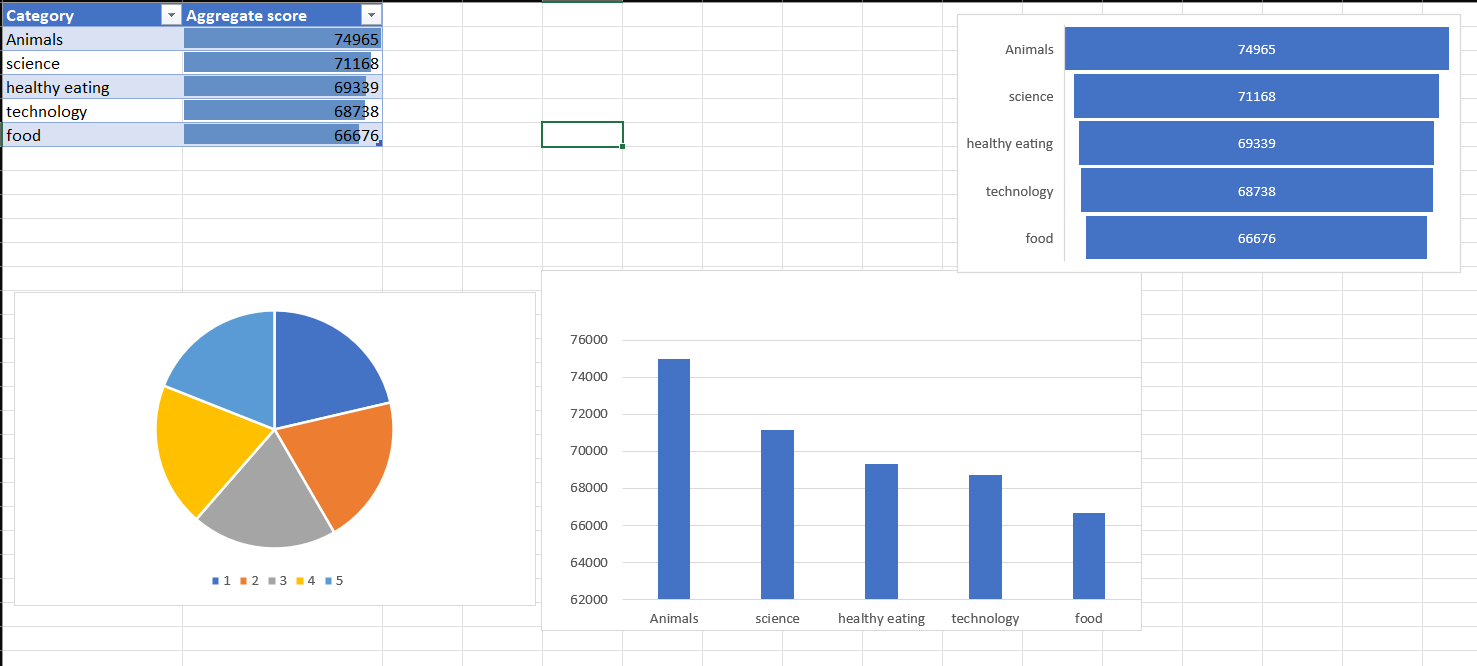 Category Aggregate score
Animals 74965
science 71168
healthy eating 69339
technology 68738
food 66676
Animals 74965
science 71168
healthy eating 69339
technology 68738
food 66676
1 2 3 4 5
76000
74000
72000
70000
68000
66000
64000
62000
Animals science healthy eating technology food